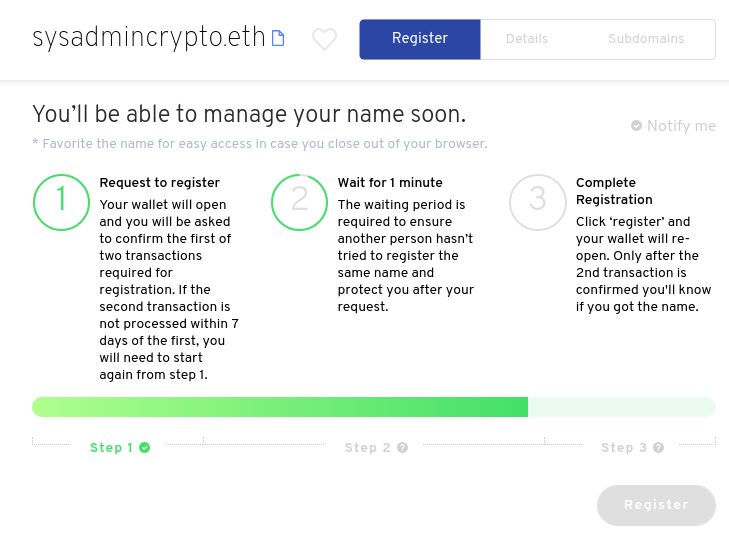 sysadmincrypto.eth
Register
Details
Subdomains
You’ll be able to manage your name soon.
* Favorite the name for easy access in case you close out of your browser.
Notify me
1
Request to register
Your wallet will open
and you will be asked
to confirm the first of
two transactions
required for
registration. If the
second transaction is
not processed within 7
days of the first, you
will need to start
again from step 1.
2
Wait for 1 minute
The waiting period is
required to ensure
another person hasn’t
tried to register the
same name and
protect you after your
request.
3
Complete
Registration
Click ‘register’ and
your wallet will re-
open. Only after the
2nd transaction is
confirmed you'll know
if you got the name.
Step 1
Step 2 ?
Step 3 ?
Register